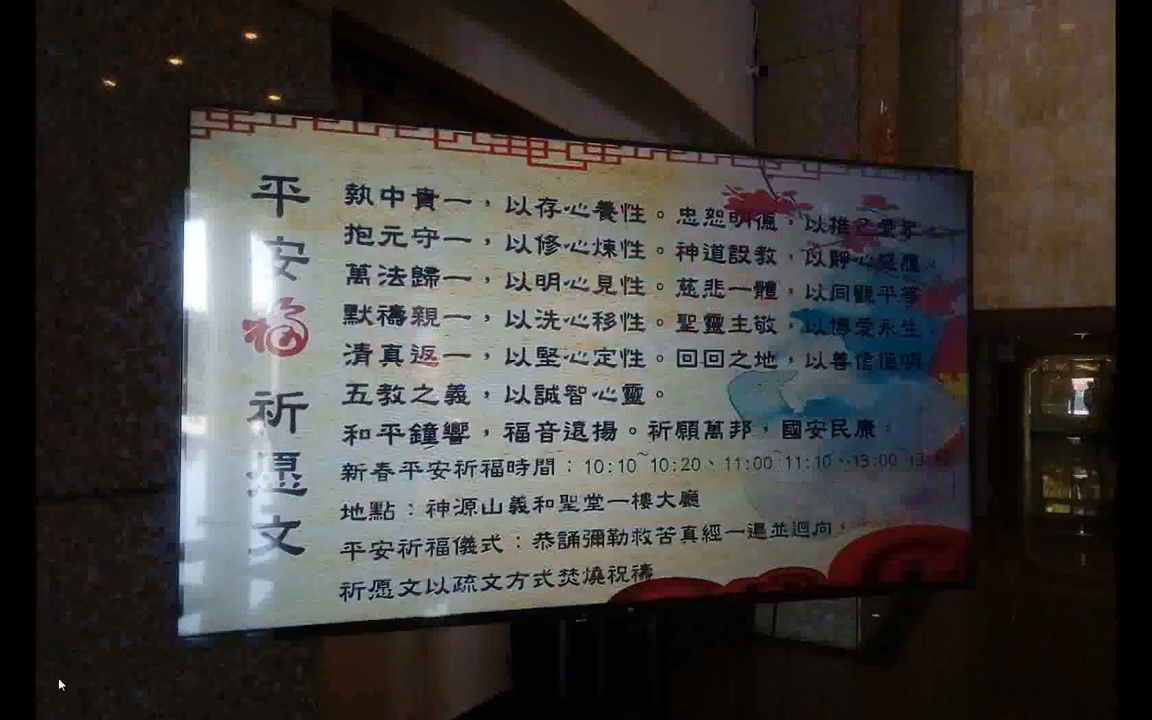 平安福祈愿文
執中貴一，以存心養性。忠恕明德，以推己及
抱元守一，以修心煉性。神道設教，以靜心感應。
萬法歸一，以明心見性。慈悲一體，以同觀平等
默禱親一，以洗心移性。聖靈主敬，以博愛永生。
清真返一，以堅心定性。回回之地，以善信值明
五教之義，以誠智心靈。
和平鐘響，福音遠揚。祈願萬邦，國安民康。
新春平安祈福時間：10:10~10:20、11:00~11:10、13:00~13
地點：神源山義和聖堂一樓大廳
平安祈福儀式：恭誦彌勒救苦真經一遍並迴向，
祈愿文以疏文方式焚燒祝禱